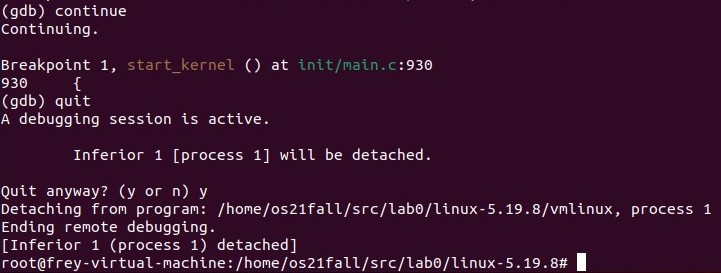 (gdb) continue
Continuing.
Breakpoint 1, start_kernel () at init/main.c:930
930 {
(gdb) quit
A debugging session is active.
Inferior 1 [process 1] will be detached.
Quit anyway? (y or n) y
Detaching from program: /home/os21fall/src/lab0/linux-5.19.8/vmlinux, process 1
Ending remote debugging.
[Inferior 1 (process 1) detached]
root@frey-virtual-machine:/home/os21fall/src/lab0/linux-5.19.8#